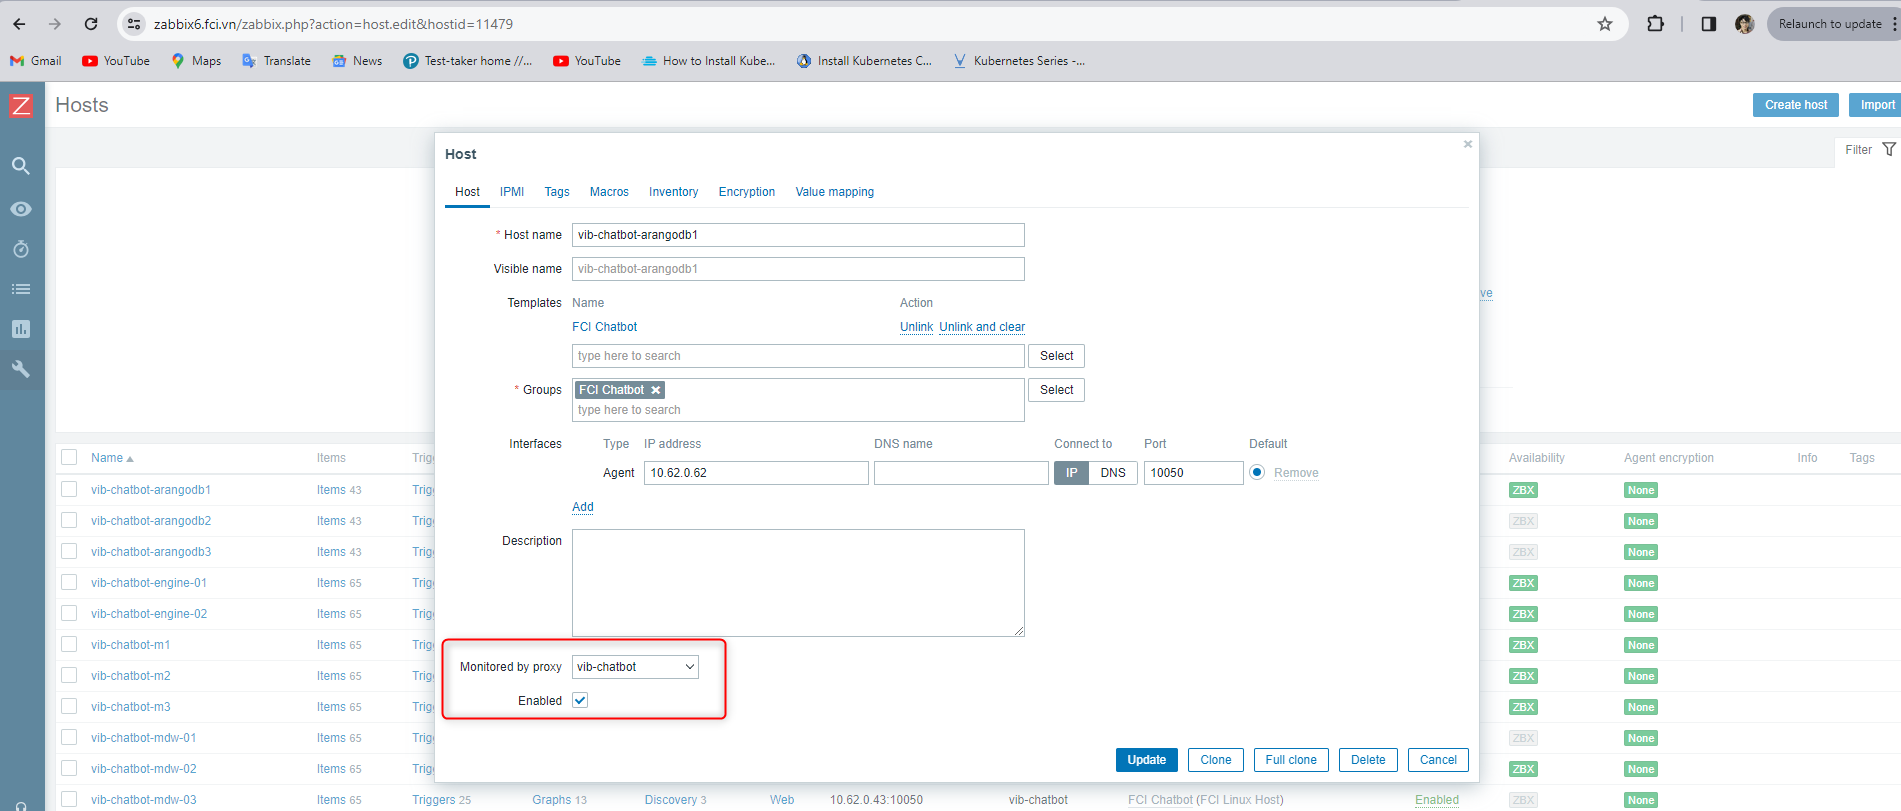 zabbix6.fci.vn/zabbix.php?action=host.edit&hostid=11479
Relaunch to update
Gmail YouTube Maps Translate News Test-taker home //... YouTube How to Install Kube... Install Kubernetes C... Kubernetes Series -...
Z Hosts Create host Import
Filter
Host
Host IPMI Tags Macros Inventory Encryption Value mapping
* Host name vib-chatbot-arangodb1
Visible name vib-chatbot-arangodb1
Templates Name Action
ve
FCI Chatbot Unlink Unlink and clear
type here to search Select
* Groups FCI Chatbot Select
type here to search
Interfaces Type IP address DNS name Connect to Port Default
Agent 10.62.0.62 IP DNS 10050 Remove
Add
Description
Monitored by proxy vib-chatbot
Enabled
Update Clone Full clone Delete Cancel
Name Items Trig Availability Agent encryption Info Tags
vib-chatbot-arangodb1 Items 43 Trig ZBX None
vib-chatbot-arangodb2 Items 43 Trig ZBX None
vib-chatbot-arangodb3 Items 43 Trig ZBX None
vib-chatbot-engine-01 Items 65 Trig ZBX None
vib-chatbot-engine-02 Items 65 Trig ZBX None
vib-chatbot-m1 Items 65 Trig ZBX None
vib-chatbot-m2 Items 65 Trig ZBX None
vib-chatbot-m3 Items 65 Trig ZBX None
vib-chatbot-mdw-01 Items 65 Trig ZBX None
vib-chatbot-mdw-02 Items 65 Trig ZBX None
vib-chatbot-mdw-03 Items 65 Triggers 25 Graphs 13 Discovery 3 Web 10.62.0.43:10050 vib-chatbot FCI Chatbot (FCI Linux Host) Enabled ZBX None